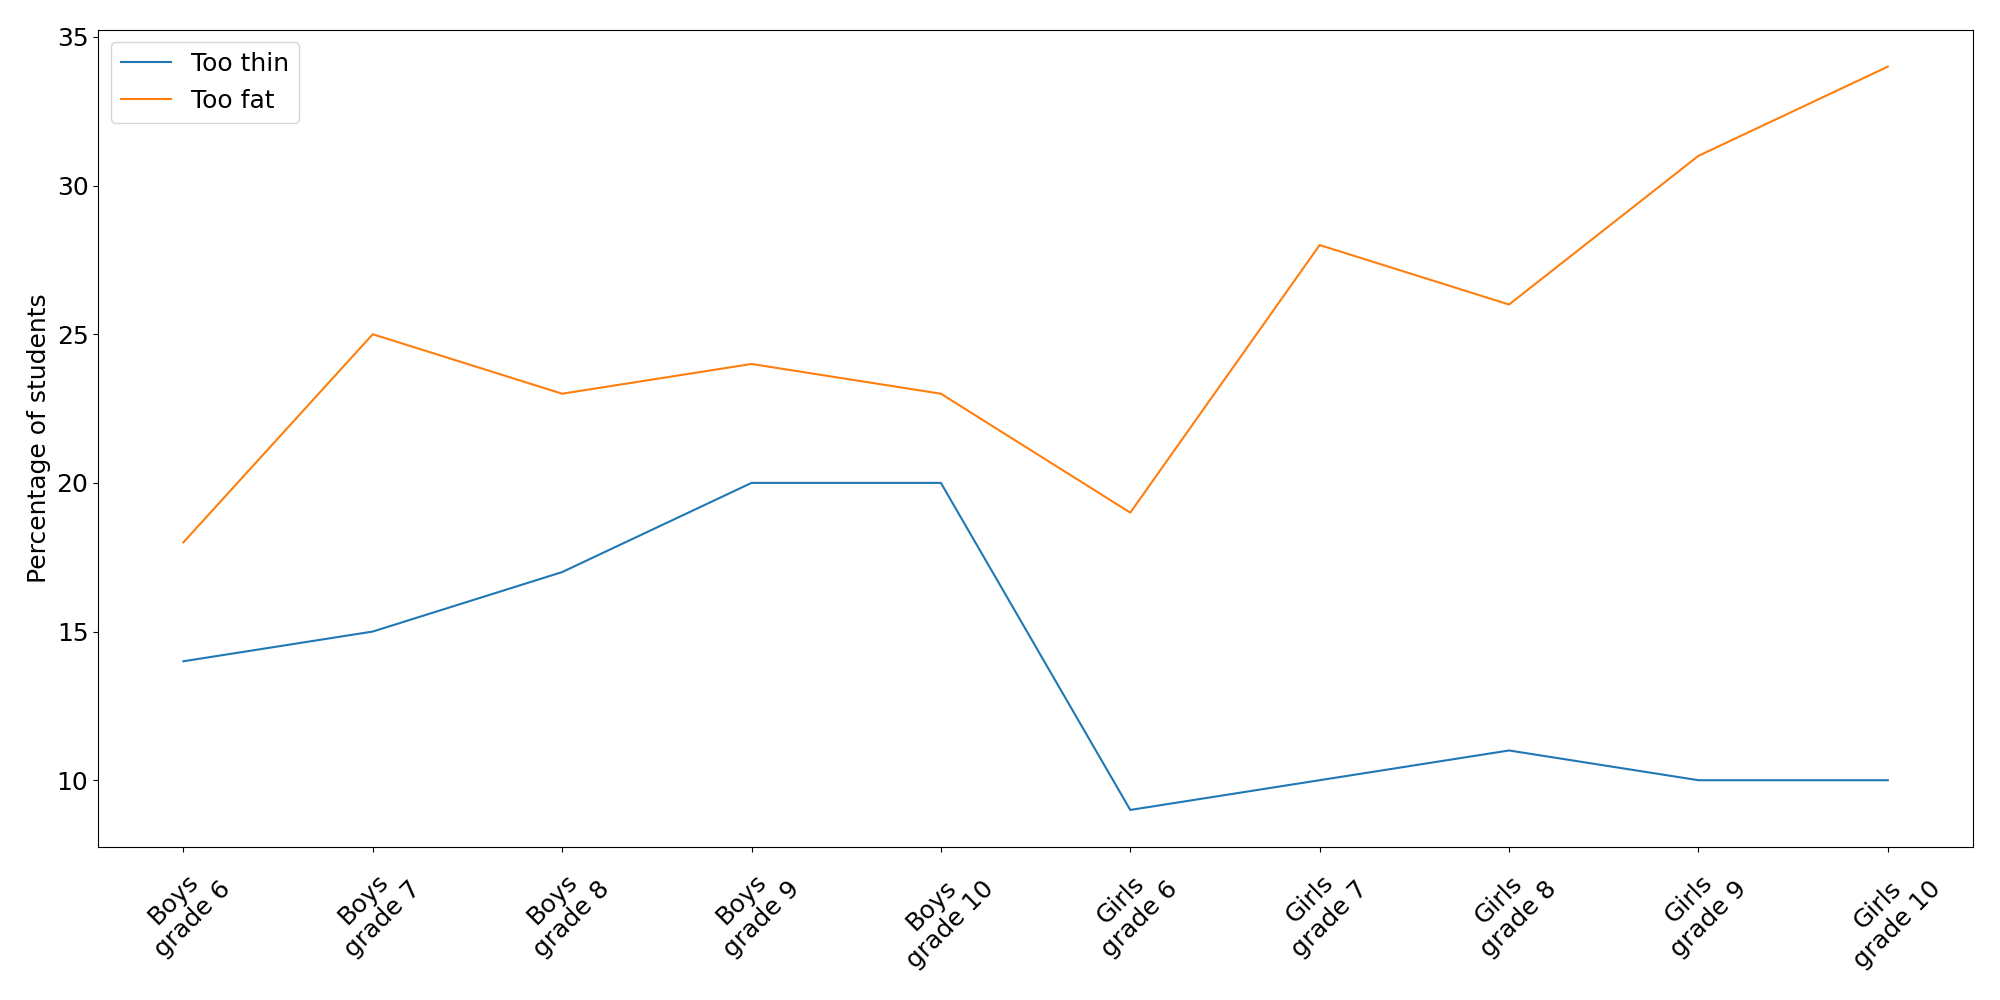 Too thin
Too fat
Percentage of students
35
30
25
20
15
10
Boys
grade 6
Boys
grade 7
Boys
grade 8
Boys
grade 9
Boys
grade 10
Girls
grade 6
Girls
grade 7
Girls
grade 8
Girls
grade 9
Girls
grade 10